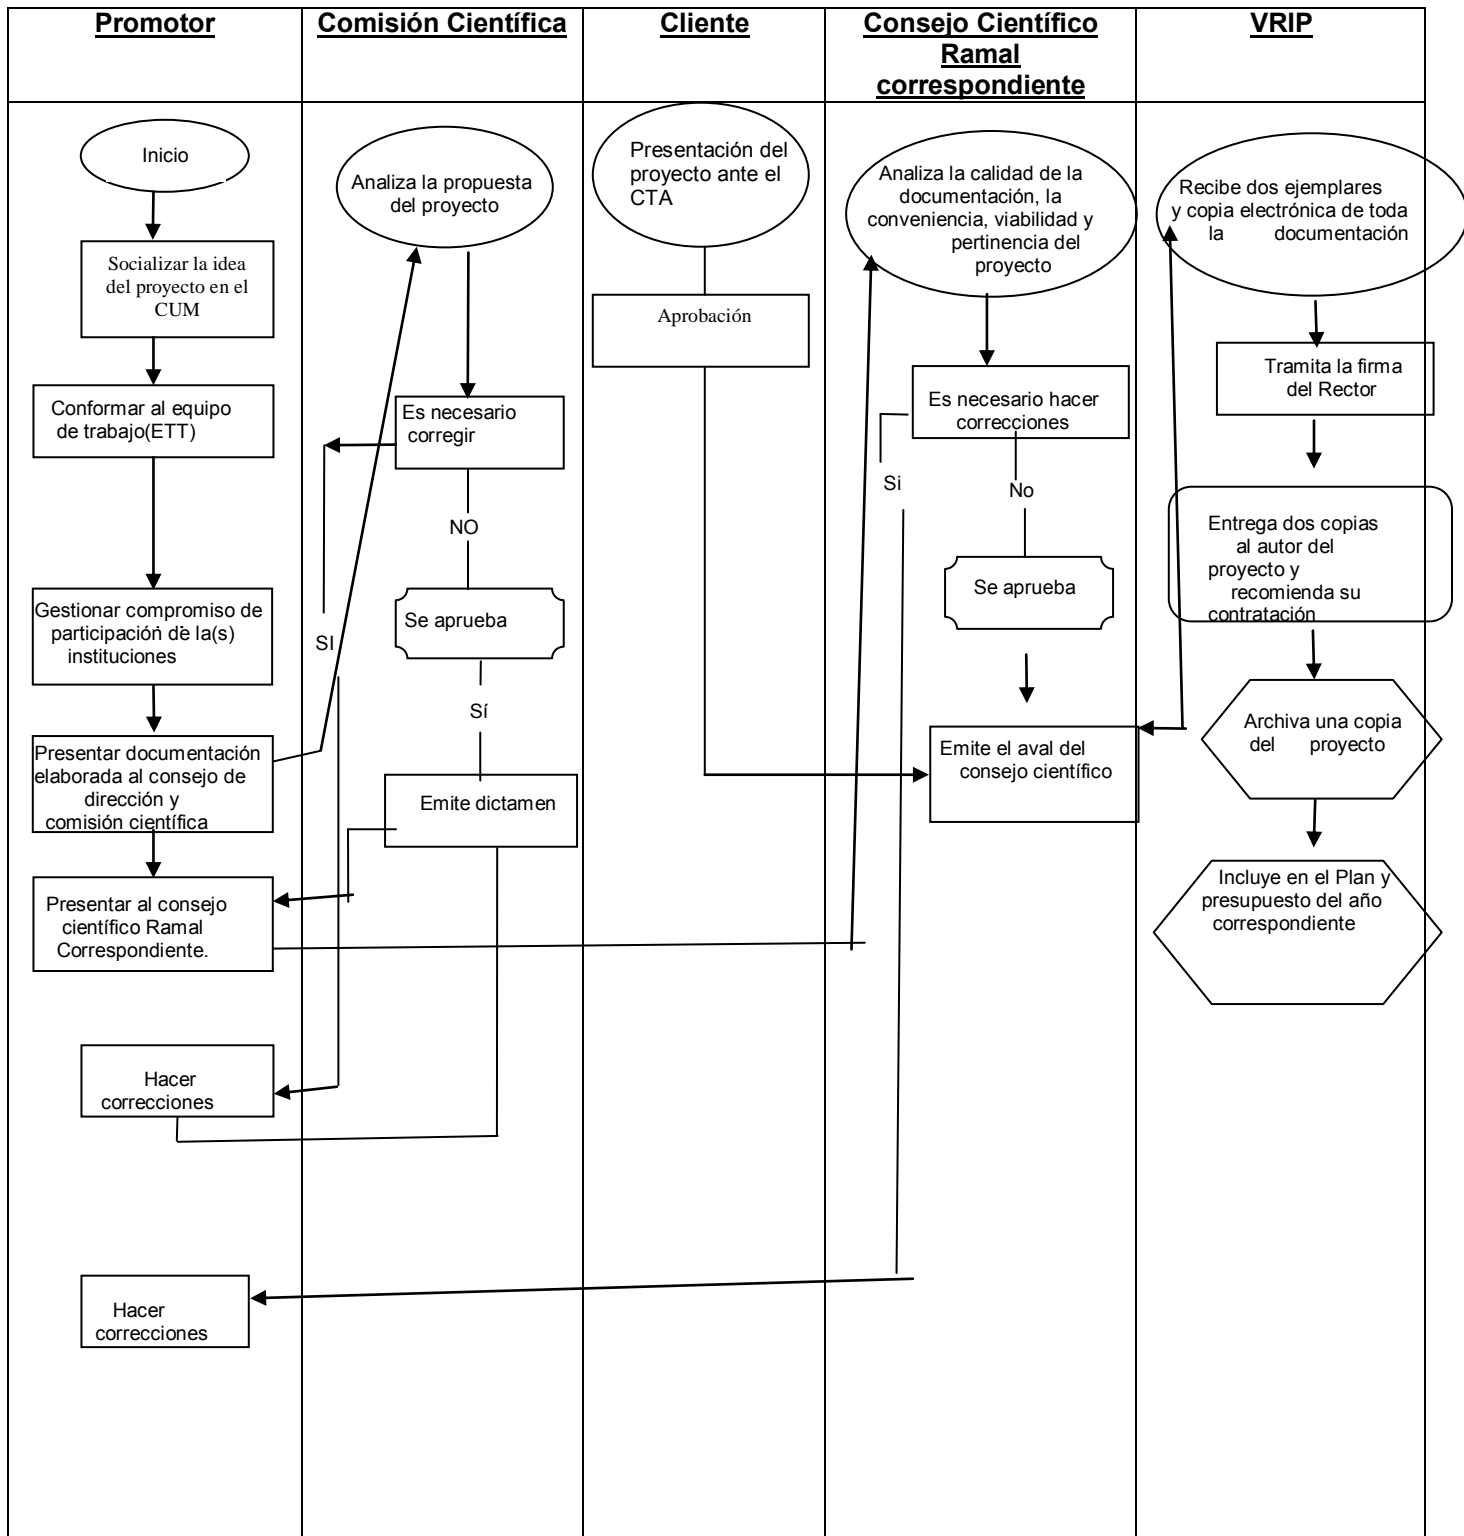 Promotor
Comisión Científica
Cliente
Consejo Científico
Ramal
correspondiente
VRIP
Inicio
Socializar la idea
del proyecto en el
CUM
Conformar al equipo
de trabajo(ETT)
Gestionar compromiso de
participación de la(s)
instituciones
Presentar documentación
elaborada al consejo de
dirección y
comisión científica
Presentar al consejo
científico Ramal
Correspondiente.
Hacer
correcciones
Hacer
correcciones
Analiza la propuesta
del proyecto
Es necesario
corregir
SI
NO
Se aprueba
Sí
Emite dictamen
Presentación del
proyecto ante el
CTA
Aprobación
Analiza la calidad de la
documentación, la
conveniencia, viabilidad y
pertinencia del
proyecto
Es necesario hacer
correcciones
Si
No
Se aprueba
Emite el aval del
consejo científico
Recibe dos ejemplares
y copia electrónica de toda
la documentación
Tramita la firma
del Rector
Entrega dos copias
al autor del
proyecto y
recomienda su
contratación
Archiva una copia
del proyecto
Incluye en el Plan y
presupuesto del año
correspondiente